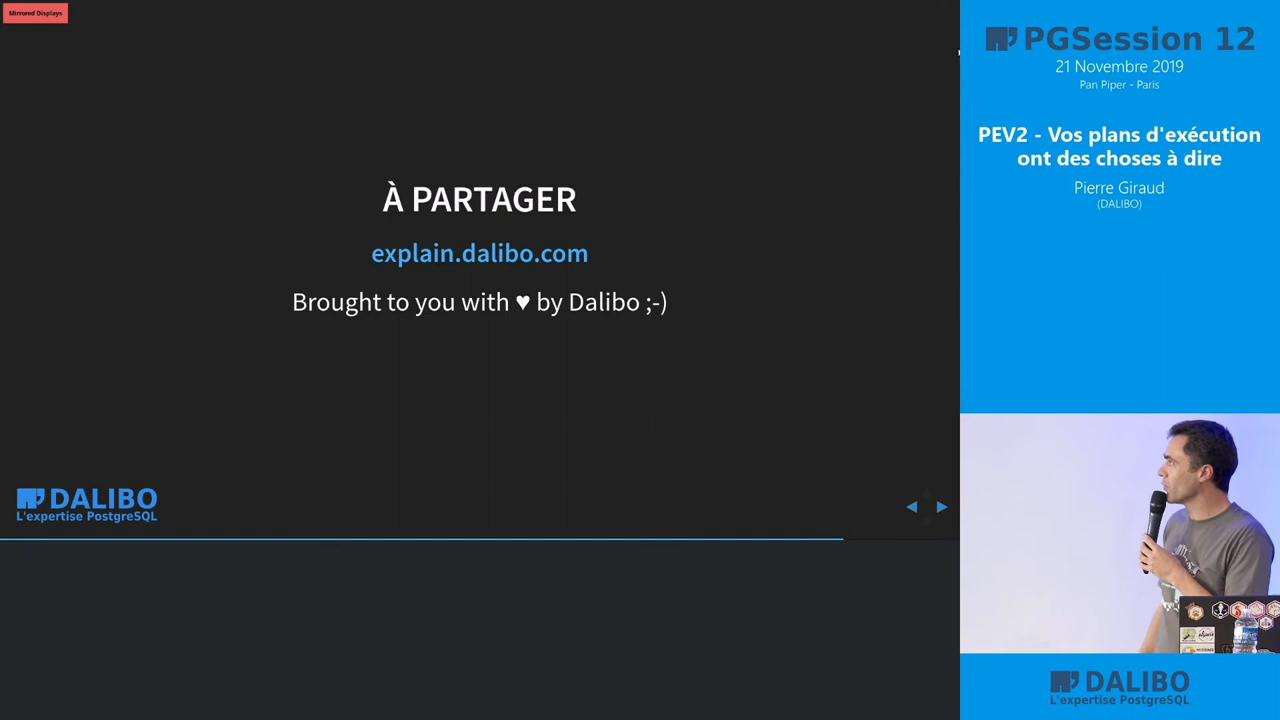 Mirrored Displays
À PARTAGER
explain.dalibo.com
Brought to you with ♥ by Dalibo ;-)
DALIBO
L'expertise PostgreSQL
PGSession 12
21 Novembre 2019
Pan Piper - Paris
PEV2 - Vos plans d'exécution
ont des choses à dire
Pierre Giraud
(DALIBO)
DALIBO
L'expertise PostgreSQL